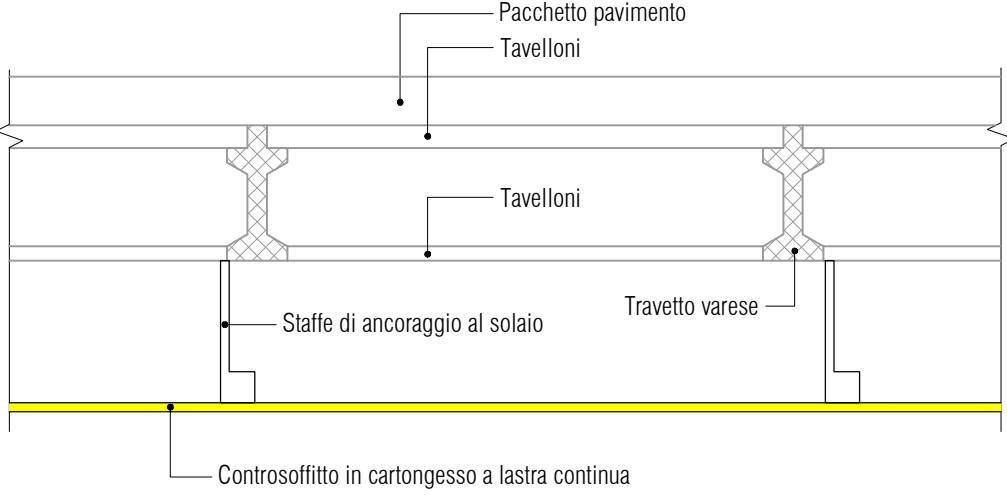 Pacchetto pavimento
Tavelloni
Tavelloni
Travetto varese
Staffe di ancoraggio al solaio
Controsoffitto in cartongesso a lastra continua